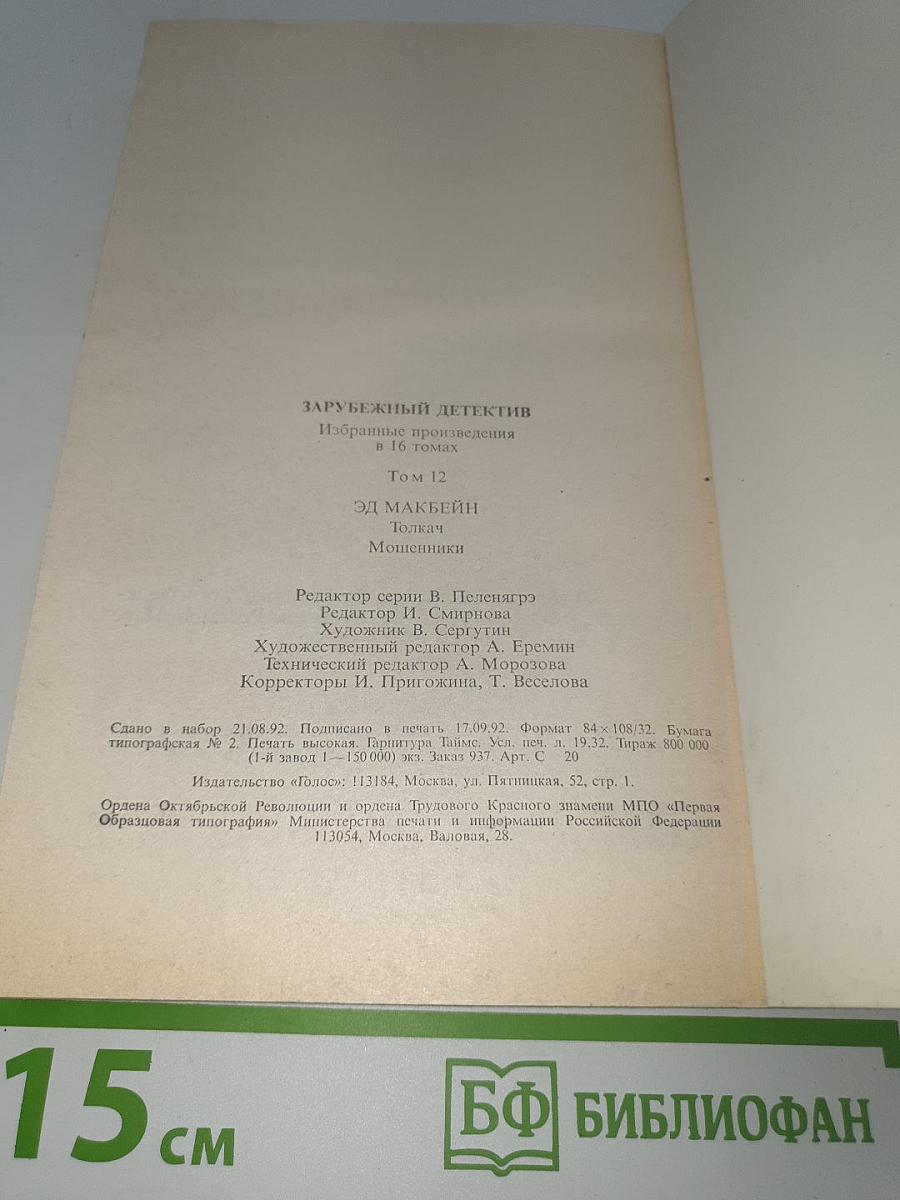 ЗАРУБЕЖНЫЙ ДЕТЕКТИВ
Избранные произведения
в 16 томах
Том 12
ЭД МАКБЕЙН
Толкач
Мошенники
Редактор серии В. Пеленягрэ
Редактор И. Смирнова
Художник В. Сергутин
Художественный редактор А. Еремин
Технический редактор А. Морозова
Корректоры И. Пригожина, Т. Веселова
Сдано в набор 21.08.92. Подписано в печать 17.09.92. Формат 84×108/32. Бумага
типографская № 2. Печать высокая. Гарнитура Таймс. Усл. печ. л. 19,32. Тираж 800 000
(1-й завод 1—150 000) экз. Заказ 937. Арт. С 20
Издательство «Голос»: 113184, Москва, ул. Пятницкая, 52, стр. 1.
Ордена Октябрьской Революции и ордена Трудового Красного знамени МПО «Первая
Образцовая типография» Министерства печати и информации Российской Федерации
113054, Москва, Валовая, 28.
15 см
БФ БИБЛИОФАН